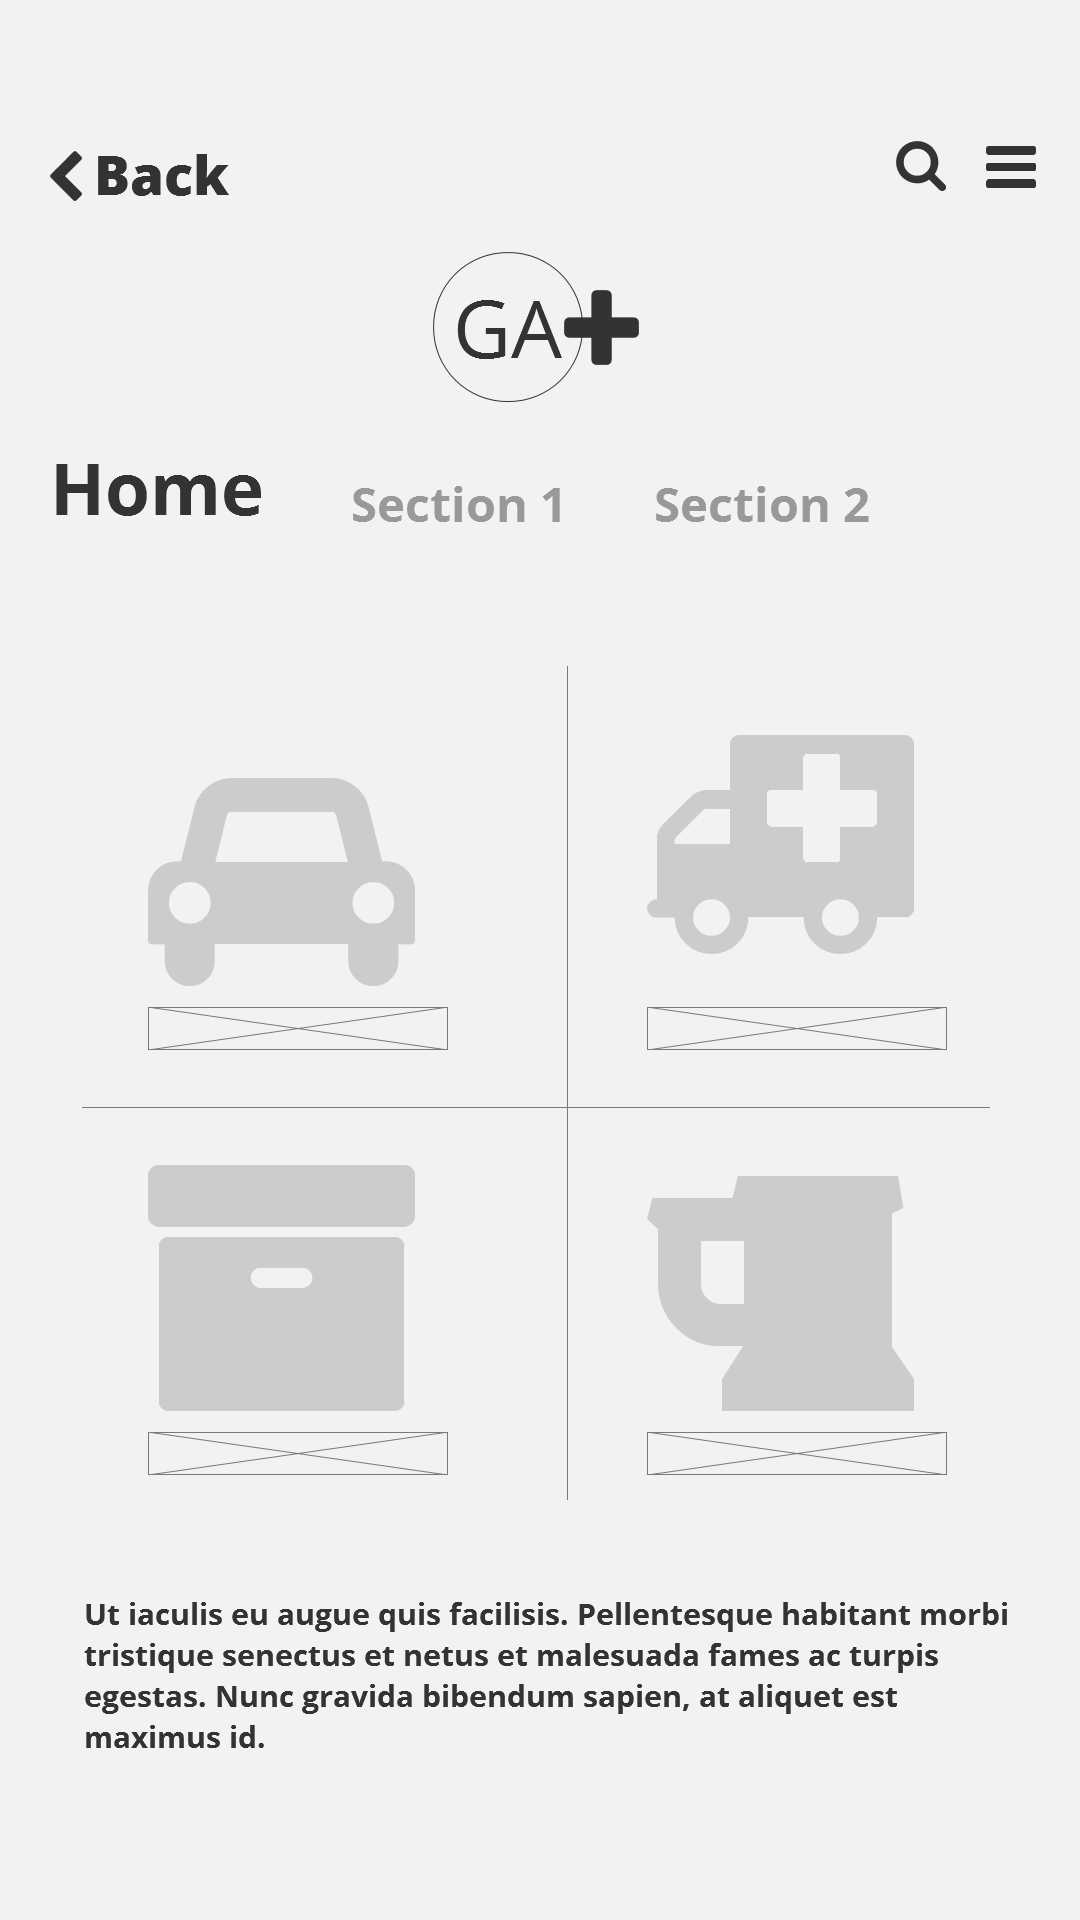 Back
GA
Home Section 1 Section 2
Ut iaculis eu augue quis facilisis. Pellentesque habitant morbi
tristique senectus et netus et malesuada fames ac turpis
egestas. Nunc gravida bibendum sapien, at aliquet est
maximus id.